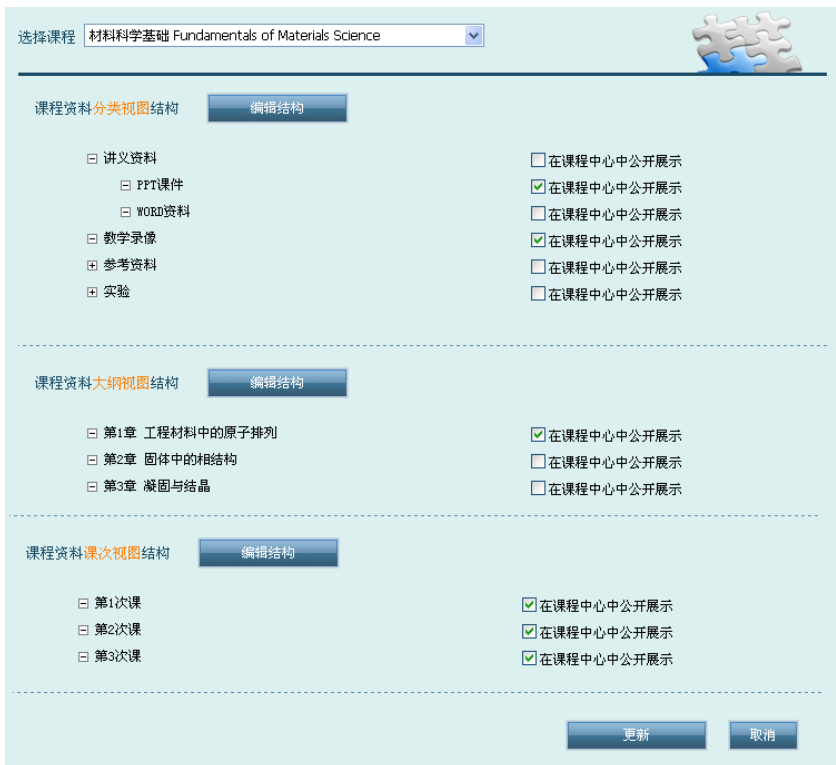 选择课程 材料科学基础 Fundamentals of Materials Science
课程资料分类视图结构 编辑结构
讲义资料 在课程中心中公开展示
PPT课件 在课程中心中公开展示
WORD资料 在课程中心中公开展示
教学录像 在课程中心中公开展示
参考资料 在课程中心中公开展示
实验 在课程中心中公开展示
课程资料大纲视图结构 编辑结构
第1章 工程材料中的原子排列 在课程中心中公开展示
第2章 固体中的相结构 在课程中心中公开展示
第3章 凝固与结晶 在课程中心中公开展示
课程资料课次视图结构 编辑结构
第1次课 在课程中心中公开展示
第2次课 在课程中心中公开展示
第3次课 在课程中心中公开展示
更新 取消